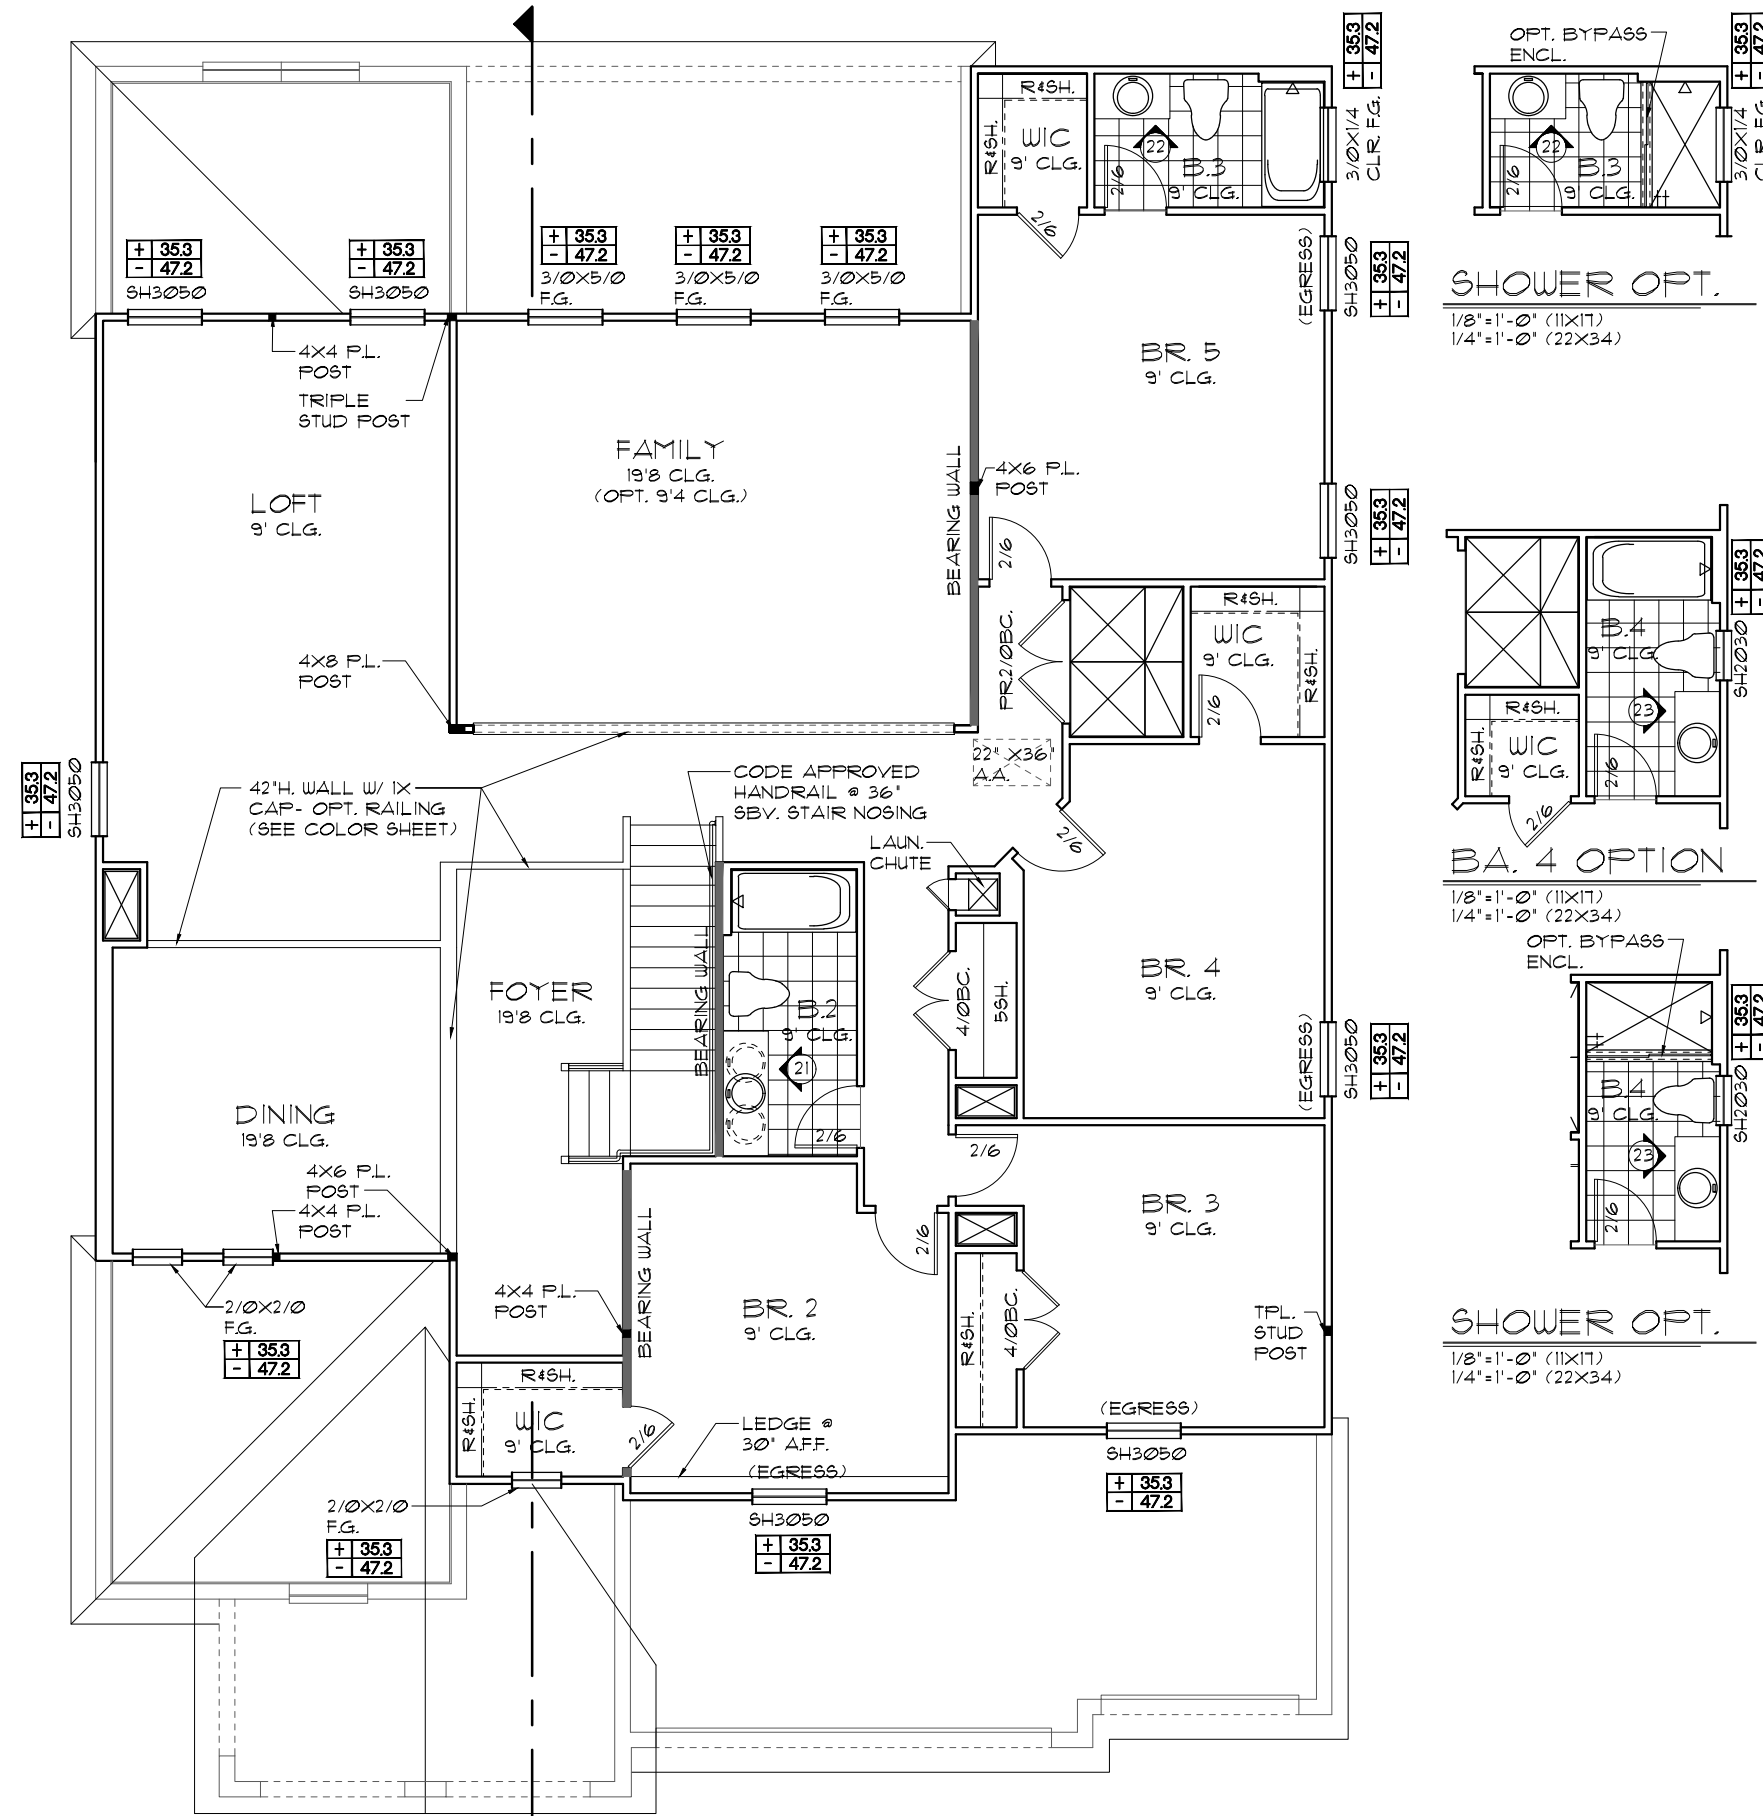 + 35.3
- 47.2
3/0X1/4
CLR. F.G.
OPT. BYPASS
ENCL.
+ 35.3
- 47.2
3/0X1/4
CLR. F.G.
R&SH.
R&SH.
WIC
9' CLG.
2/6
22
B.3
9' CLG.
2/6
22
B.3
9' CLG.
2/6
SHOWER OPT.
1/8"=1'-0" (11X17)
1/4"=1'-0" (22X34)
+ 35.3
- 47.2
SH3050
+ 35.3
- 47.2
SH3050
+ 35.3
- 47.2
3/0X5/0
F.G.
+ 35.3
- 47.2
3/0X5/0
F.G.
+ 35.3
- 47.2
3/0X5/0
F.G.
(EGRESS)
SH3050
+ 35.3
- 47.2
4X4 P.L.
POST
TRIPLE
STUD POST
BR. 5
9' CLG.
FAMILY
19'8 CLG.
(OPT. 9'4 CLG.)
BEARING WALL
4X6 P.L.
POST
LOFT
9' CLG.
SH3050
+ 35.3
- 47.2
2/6
PR.2/0BC.
R&SH.
WIC
9' CLG.
R&SH.
2/6
4X8 P.L.
POST
22" X36"
A.A.
+ 35.3
- 47.2
SH3050
42"H. WALL W/ 1X
CAP- OPT. RAILING
(SEE COLOR SHEET)
CODE APPROVED
HANDRAIL @ 36"
SBV. STAIR NOSING
LAUN.
CHUTE
2/6
B.4
9' CLG.
+ 35.3
- 47.2
SH2030
R&SH.
R&SH.
WIC
9' CLG.
23
2/6
2/6
BA. 4 OPTION
1/8"=1'-0" (11X17)
1/4"=1'-0" (22X34)
BEARING WALL
FOYER
19'8 CLG.
B.2
9' CLG.
21
2/6
4/0BC.
5SH.
BR. 4
9' CLG.
(EGRESS)
SH3050
+ 35.3
- 47.2
OPT. BYPASS
ENCL.
B.4
9' CLG.
+ 35.3
- 47.2
SH2030
23
2/6
SHOWER OPT.
1/8"=1'-0" (11X17)
1/4"=1'-0" (22X34)
DINING
19'8 CLG.
4X6 P.L.
POST
4X4 P.L.
POST
2/6
BR. 3
9' CLG.
2/6
BEARING WALL
4X4 P.L.
POST
BR. 2
9' CLG.
R&SH.
4/0BC.
TPL.
STUD
POST
2/0X2/0
F.G.
+ 35.3
- 47.2
R&SH.
R&SH.
WIC
9' CLG.
2/6
LEDGE @
30" A.F.F.
(EGRESS)
(EGRESS)
SH3050
+ 35.3
- 47.2
2/0X2/0
F.G.
+ 35.3
- 47.2
SH3050
+ 35.3
- 47.2